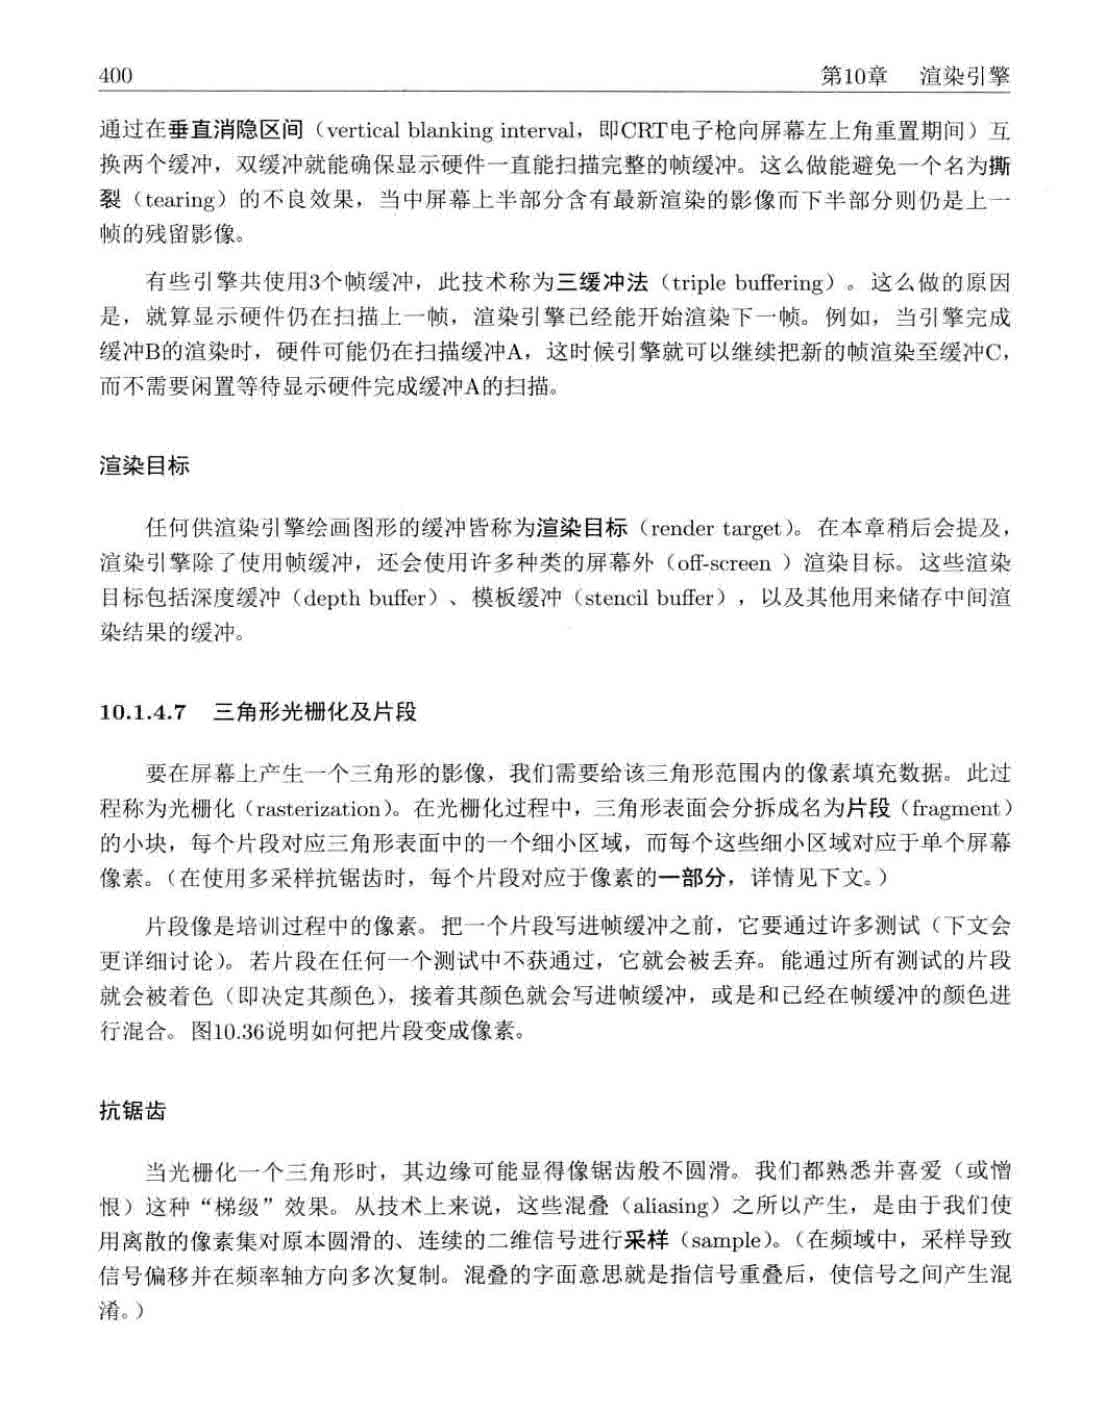 400
第10章 渲染引擎
通过在垂直消隐区间（vertical blanking interval，即CRT电子枪向屏幕左上角重置期间）互
换两个缓冲，双缓冲就能确保显示硬件一直能扫描完整的帧缓冲。这么做能避免一个名为撕
裂（tearing）的不良效果，当中屏幕上半部分含有最新渲染的影像而下半部分则仍是上一
帧的残留影像。
有些引擎共使用3个帧缓冲，此技术称为三缓冲法（triple buffering）。这么做的原因
是，就算显示硬件仍在扫描上一帧，渲染引擎已经能开始渲染下一帧。例如，当引擎完成
缓冲B的渲染时，硬件可能仍在扫描缓冲A，这时候引擎就可以继续把新的帧渲染至缓冲C，
而不需要闲置等待显示硬件完成缓冲A的扫描。
渲染目标
任何供渲染引擎绘画图形的缓冲皆称为渲染目标（render target）。在本章稍后会提及，
渲染引擎除了使用帧缓冲，还会使用许多种类的屏幕外（off-screen ）渲染目标。这些渲染
目标包括深度缓冲（depth buffer）、模板缓冲（stencil buffer），以及其他用来储存中间渲
染结果的缓冲。
10.1.4.7 三角形光栅化及片段
要在屏幕上产生一个三角形的影像，我们需要给该三角形范围内的像素填充数据。此过
程称为光栅化（rasterization）。在光栅化过程中，三角形表面会分拆成名为片段（fragment）
的小块，每个片段对应三角形表面中的一个细小区域，而每个这些细小区域对应于单个屏幕
像素。（在使用多采样抗锯齿时，每个片段对应于像素的一部分，详情见下文。）
片段像是培训过程中的像素。把一个片段写进帧缓冲之前，它要通过许多测试（下文会
更详细讨论）。若片段在任何一个测试中不获通过，它就会被丢弃。能通过所有测试的片段
就会被着色（即决定其颜色），接着其颜色就会写进帧缓冲，或是和已经在帧缓冲的颜色进
行混合。图10.36说明如何把片段变成像素。
抗锯齿
当光栅化一个三角形时，其边缘可能显得像锯齿般不圆滑。我们都熟悉并喜爱（或憎
恨）这种“梯级”效果。从技术上来说，这些混叠（aliasing）之所以产生，是由于我们使
用离散的像素集对原本圆滑的、连续的二维信号进行采样（sample）。（在频域中，采样导致
信号偏移并在频率轴方向多次复制。混叠的字面意思就是指信号重叠后，使信号之间产生混
淆。）